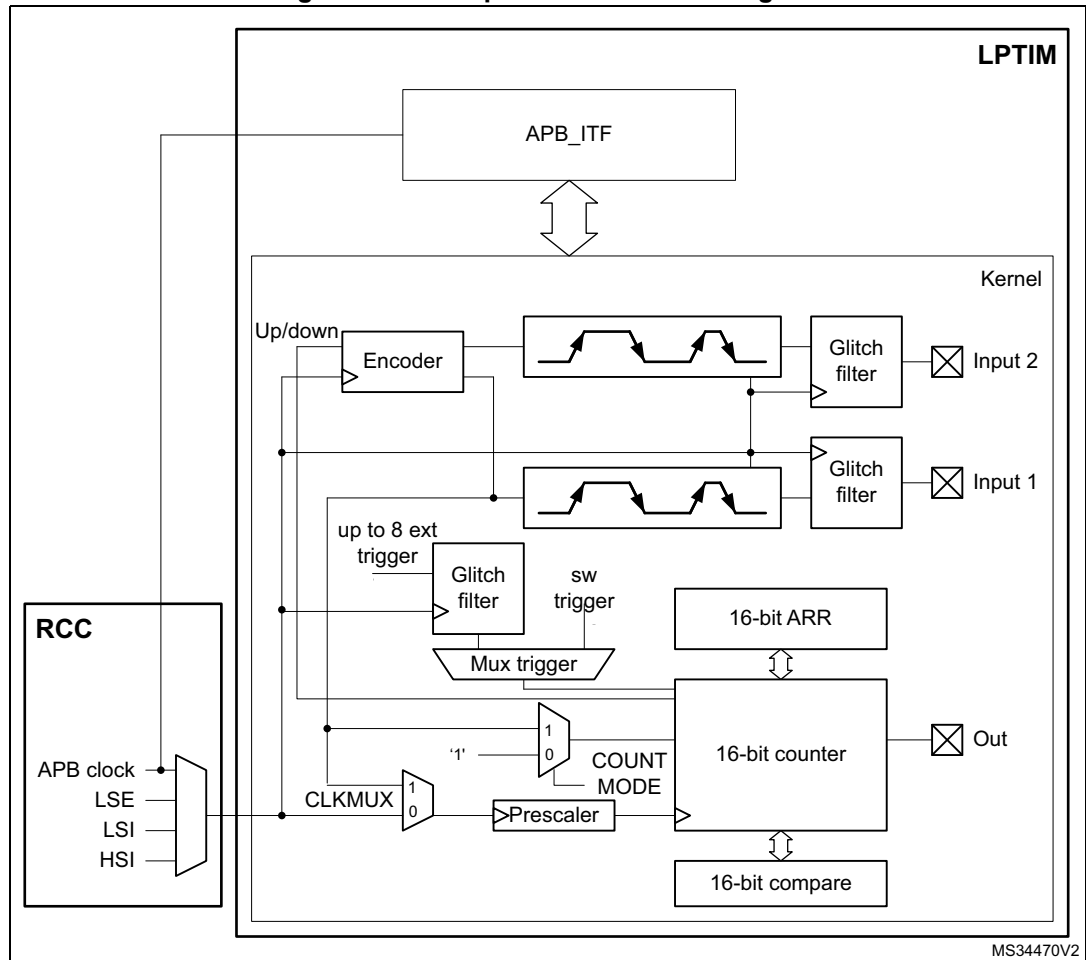 LPTIM
APB_ITF
Kernel
Up/down
Encoder
Glitch
filter
Input 2
Glitch
filter
Input 1
up to 8 ext
trigger
Glitch
filter
sw
trigger
16-bit ARR
RCC
Mux trigger
1
0
'1'
COUNT
MODE
16-bit counter
Out
APB clock
LSE
LSI
HSI
CLKMUX
1
0
Prescaler
16-bit compare
MS34470V2